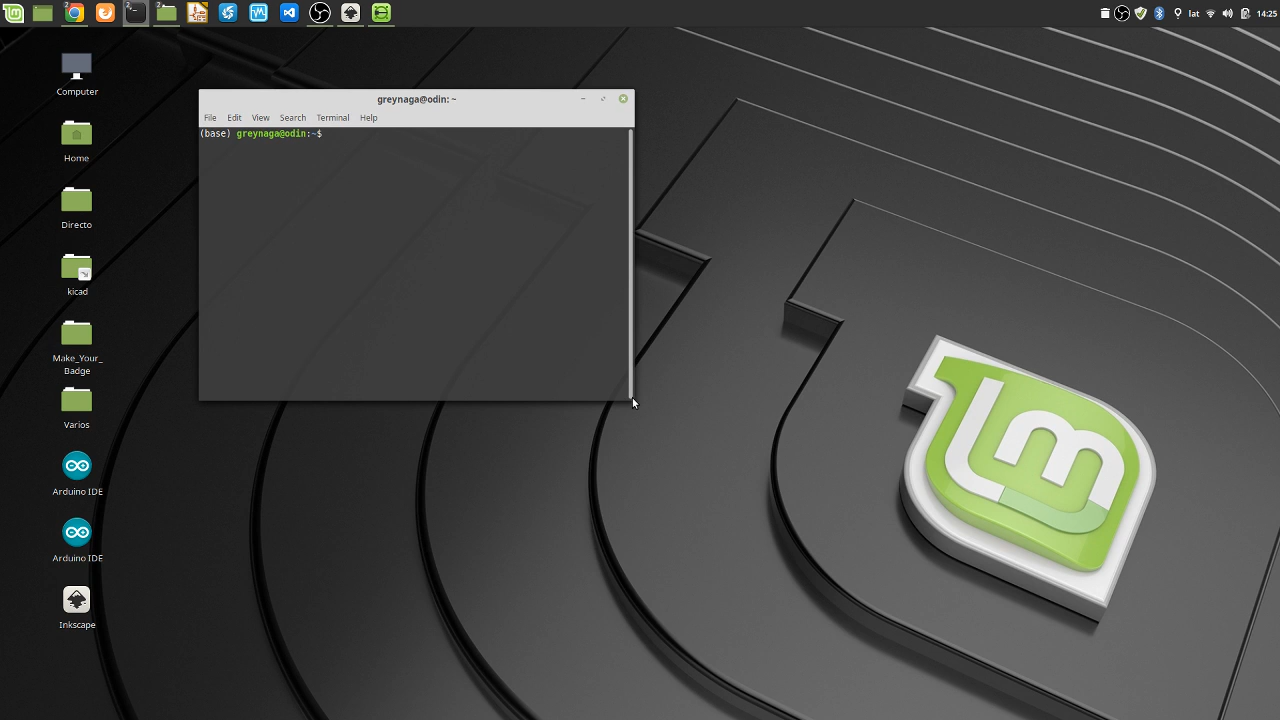 lat
14:25
greynaga@odin: ~
File Edit View Search Terminal Help
(base) greynaga@odin:~$
Computer
Home
Directo
kicad
Make_Your_
Badge
Varios
Arduino IDE
Arduino IDE
Inkscape